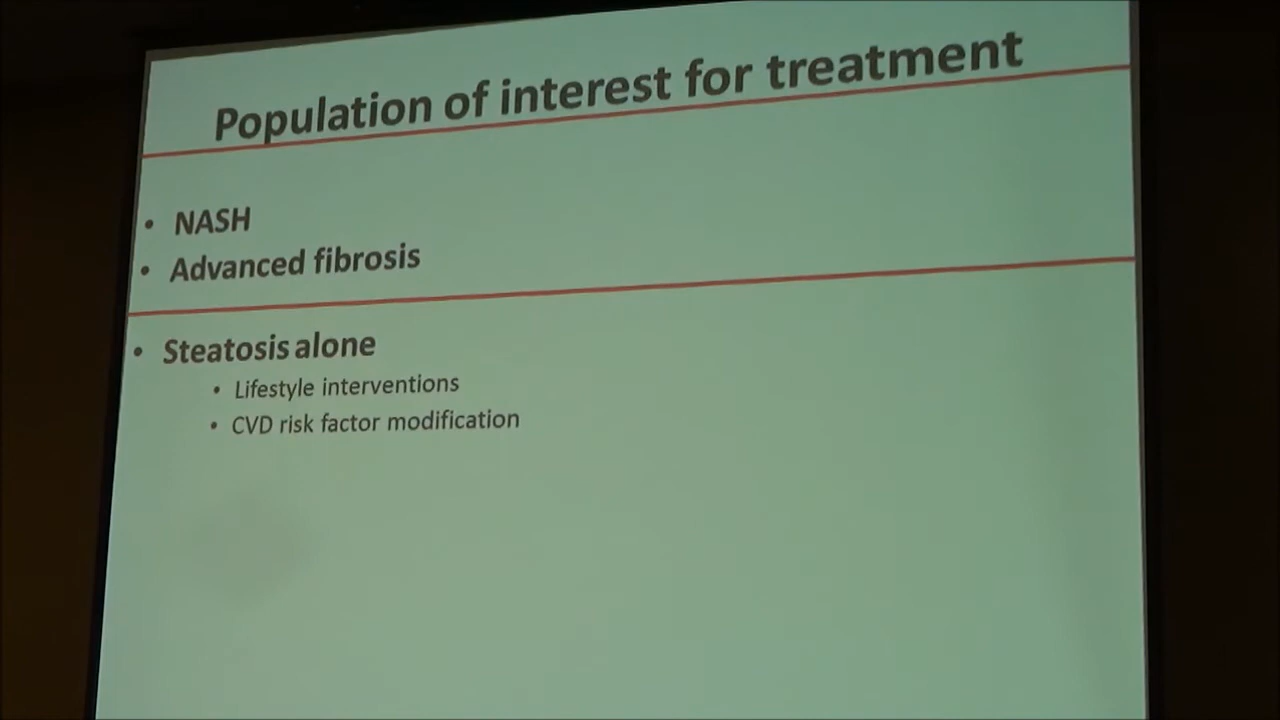 Population of interest for treatment
• NASH
• Advanced fibrosis
• Steatosis alone
• Lifestyle interventions
• CVD risk factor modification